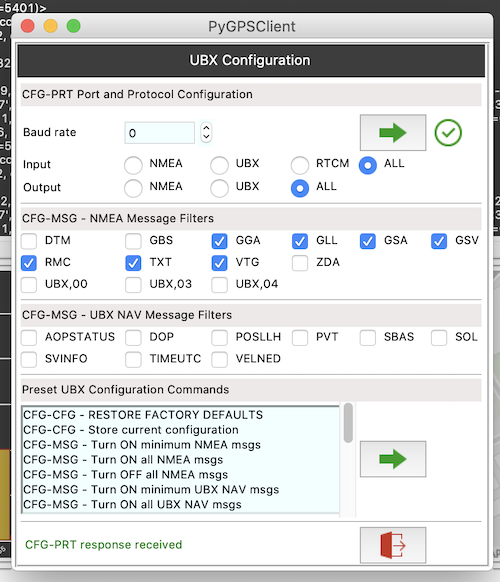 =5401)>
PyGPSClient
UBX Configuration
CFG-PRT Port and Protocol Configuration
Baud rate 0
Input NMEA UBX RTCM ALL
Output NMEA UBX ALL
CFG-MSG - NMEA Message Filters
DTM GBS GGA GLL GSA GSV
RMC TXT VTG ZDA
UBX,00 UBX,03 UBX,04
CFG-MSG - UBX NAV Message Filters
AOPSTATUS DOP POSLLH PVT SBAS SOL
SVINFO TIMEUTC VELNED
Preset UBX Configuration Commands
CFG-CFG - RESTORE FACTORY DEFAULTS
CFG-CFG - Store current configuration
CFG-MSG - Turn ON minimum NMEA msgs
CFG-MSG - Turn ON all NMEA msgs
CFG-MSG - Turn OFF all NMEA msgs
CFG-MSG - Turn ON minimum UBX NAV msgs
CFG-MSG - Turn ON all UBX NAV msgs
CFG-PRT response received